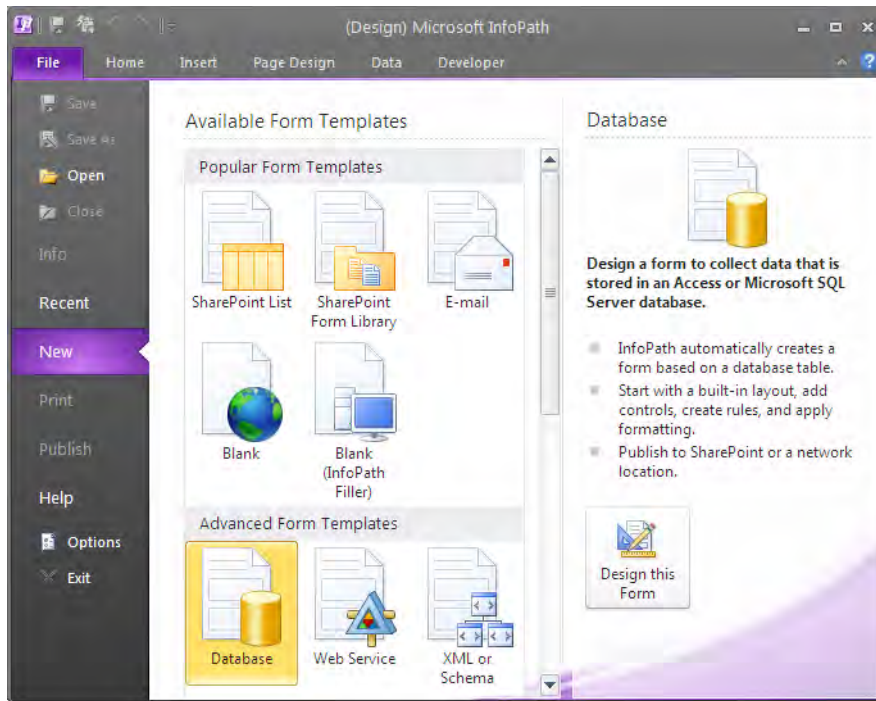 (Design) Microsoft InfoPath
File Home Insert Page Design Data Developer
Save
Save As
Open
Close
Info
Recent
New
Print
Publish
Help
Options
Exit
Available Form Templates
Popular Form Templates
SharePoint List
SharePoint
Form Library
E-mail
Blank
Blank
(InfoPath
Filler)
Advanced Form Templates
Database
Web Service
XML or
Schema
Database
Design a form to collect data that is
stored in an Access or Microsoft SQL
Server database.
InfoPath automatically creates a
form based on a database table.
Start with a built-in layout, add
controls, create rules, and apply
formatting.
Publish to SharePoint or a network
location.
Design this
Form